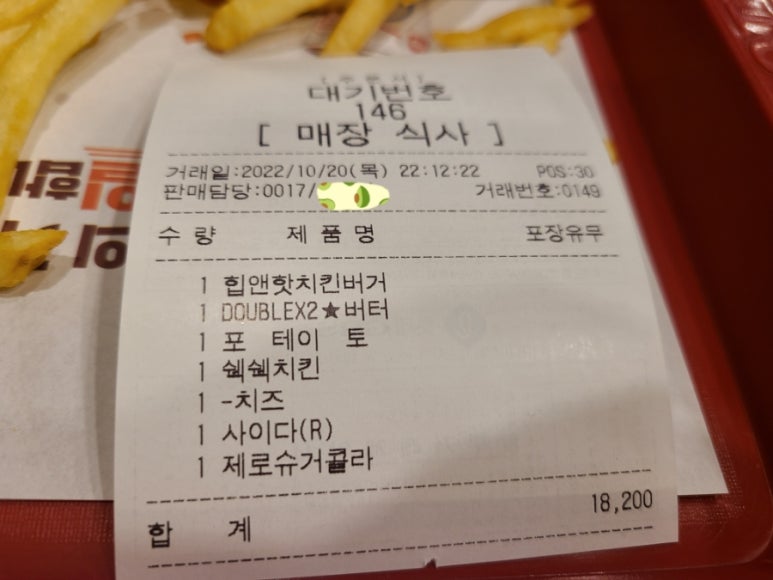 대기번호
146
[ 매장 식사 ]
거래일:2022/10/20(목) 22:12:22 POS:30
판매담당:0017/ 거래번호:0149
수 량 제 품 명 포장유무
1 힙앤핫치킨버거
1 DOUBLEX2★버터
1 포 테이 토
1 쉑쉑치킨
1 -치즈
1 사이다(R)
1 제로슈거콜라
18,200
합 계